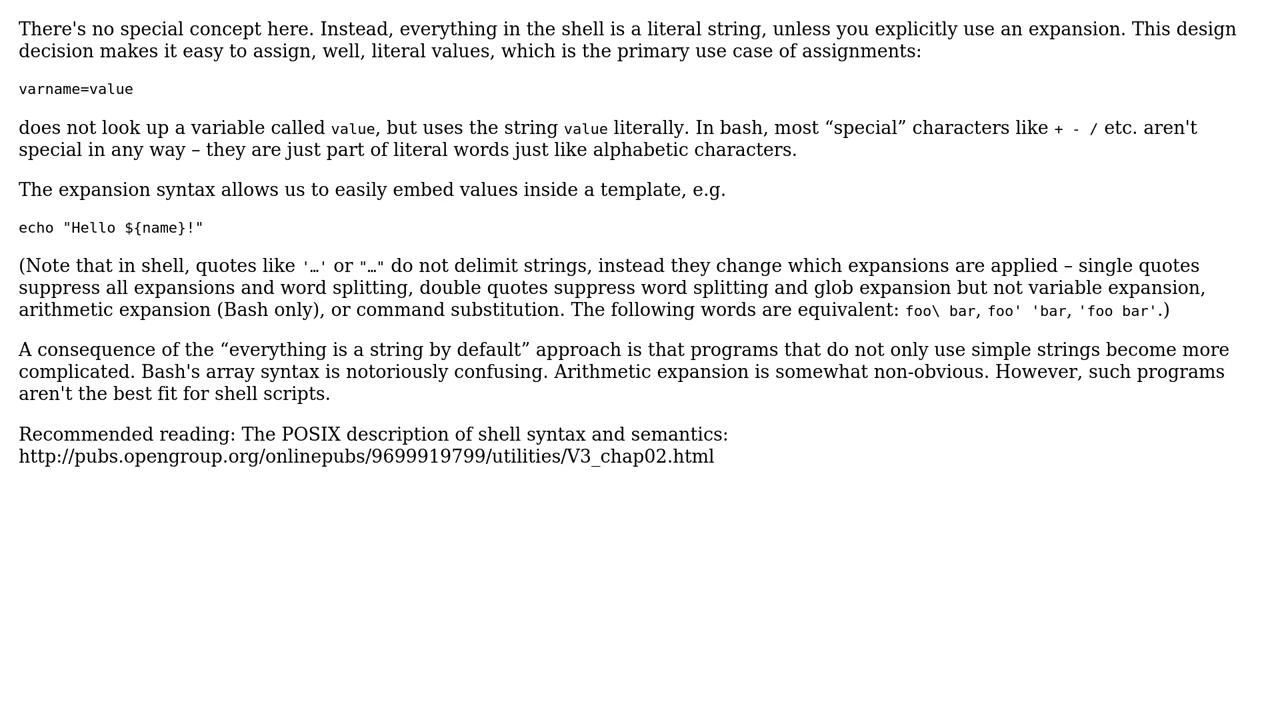 There's no special concept here. Instead, everything in the shell is a literal string, unless you explicitly use an expansion. This design
decision makes it easy to assign, well, literal values, which is the primary use case of assignments:
varname=value
does not look up a variable called value, but uses the string value literally. In bash, most “special” characters like + - / etc. aren't
special in any way – they are just part of literal words just like alphabetic characters.
The expansion syntax allows us to easily embed values inside a template, e.g.
echo "Hello ${name}!"
(Note that in shell, quotes like '…' or "…" do not delimit strings, instead they change which expansions are applied – single quotes
suppress all expansions and word splitting, double quotes suppress word splitting and glob expansion but not variable expansion,
arithmetic expansion (Bash only), or command substitution. The following words are equivalent: foo\ bar, foo' 'bar, 'foo bar'.)
A consequence of the “everything is a string by default” approach is that programs that do not only use simple strings become more
complicated. Bash's array syntax is notoriously confusing. Arithmetic expansion is somewhat non-obvious. However, such programs
aren't the best fit for shell scripts.
Recommended reading: The POSIX description of shell syntax and semantics:
http://pubs.opengroup.org/onlinepubs/9699919799/utilities/V3_chap02.html